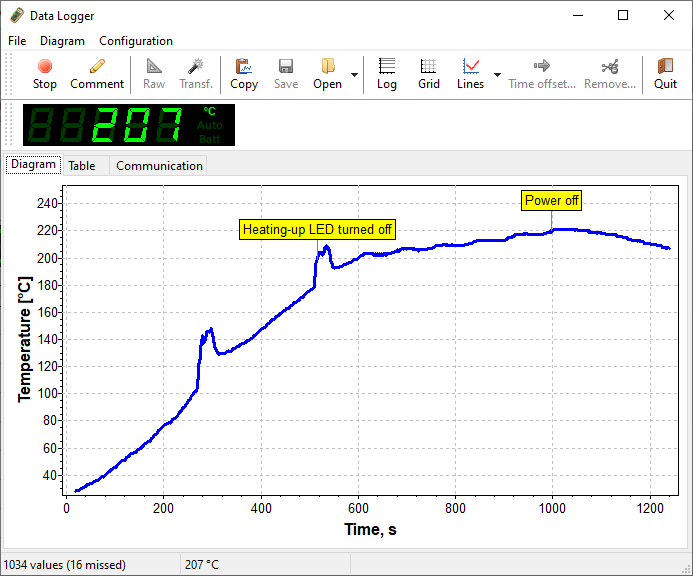 Data Logger
File Diagram Configuration
Stop Comment Raw Transf. Copy Save Open Log Grid Lines Time offset... Remove... Quit
207 °C
Auto
Batt
Diagram Table Communication
Power off
Heating-up LED turned off
240
220
200
180
160
140
120
100
80
60
40
Temperature [°C]
0 200 400 600 800 1000 1200
Time, s
1034 values (16 missed) 207 °C